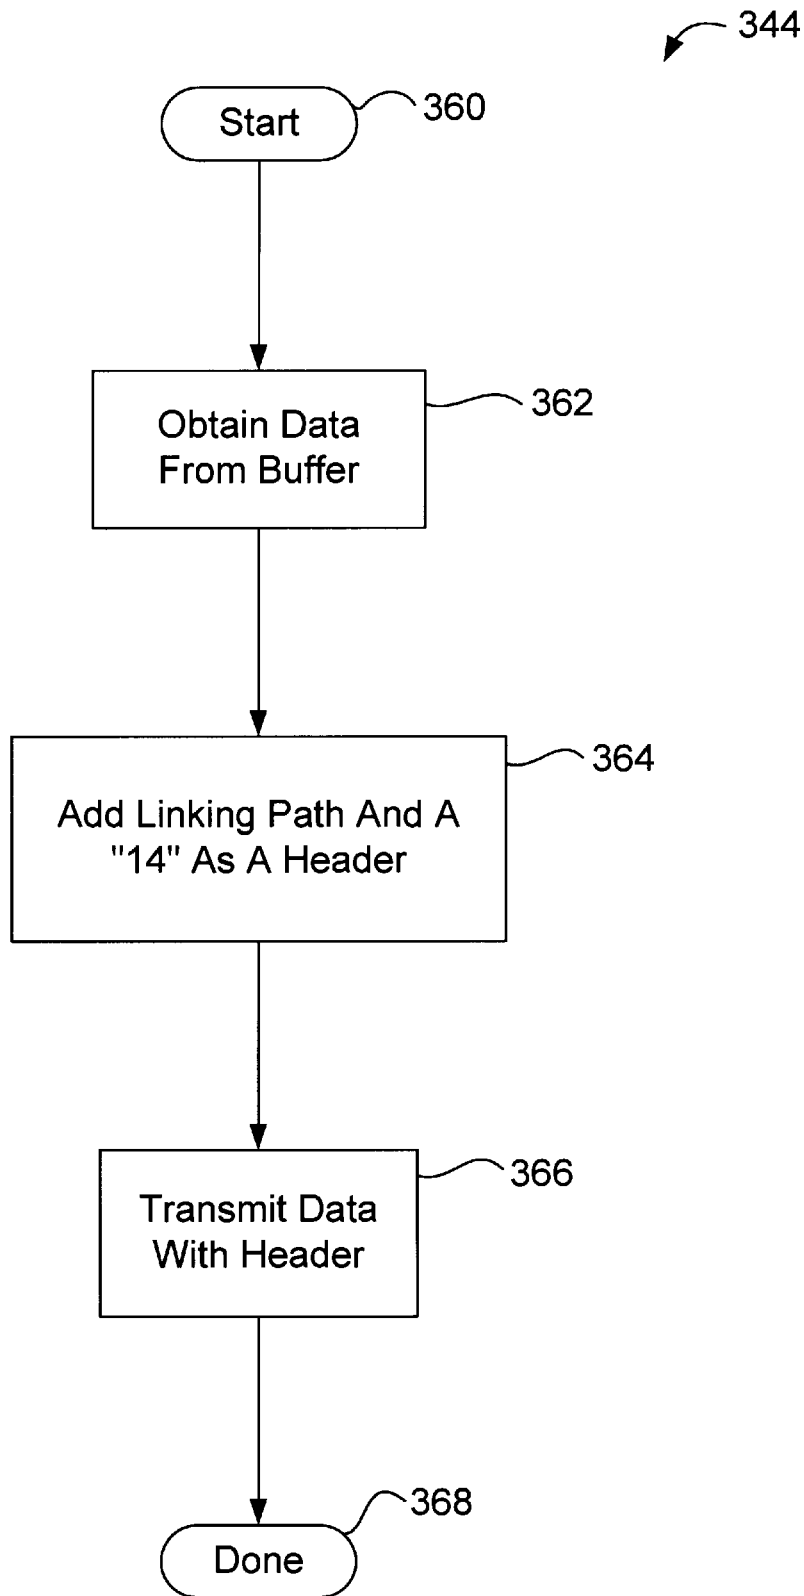 344
Start
360
Obtain Data
From Buffer
362
Add Linking Path And A
"14" As A Header
364
Transmit Data
With Header
366
Done
368